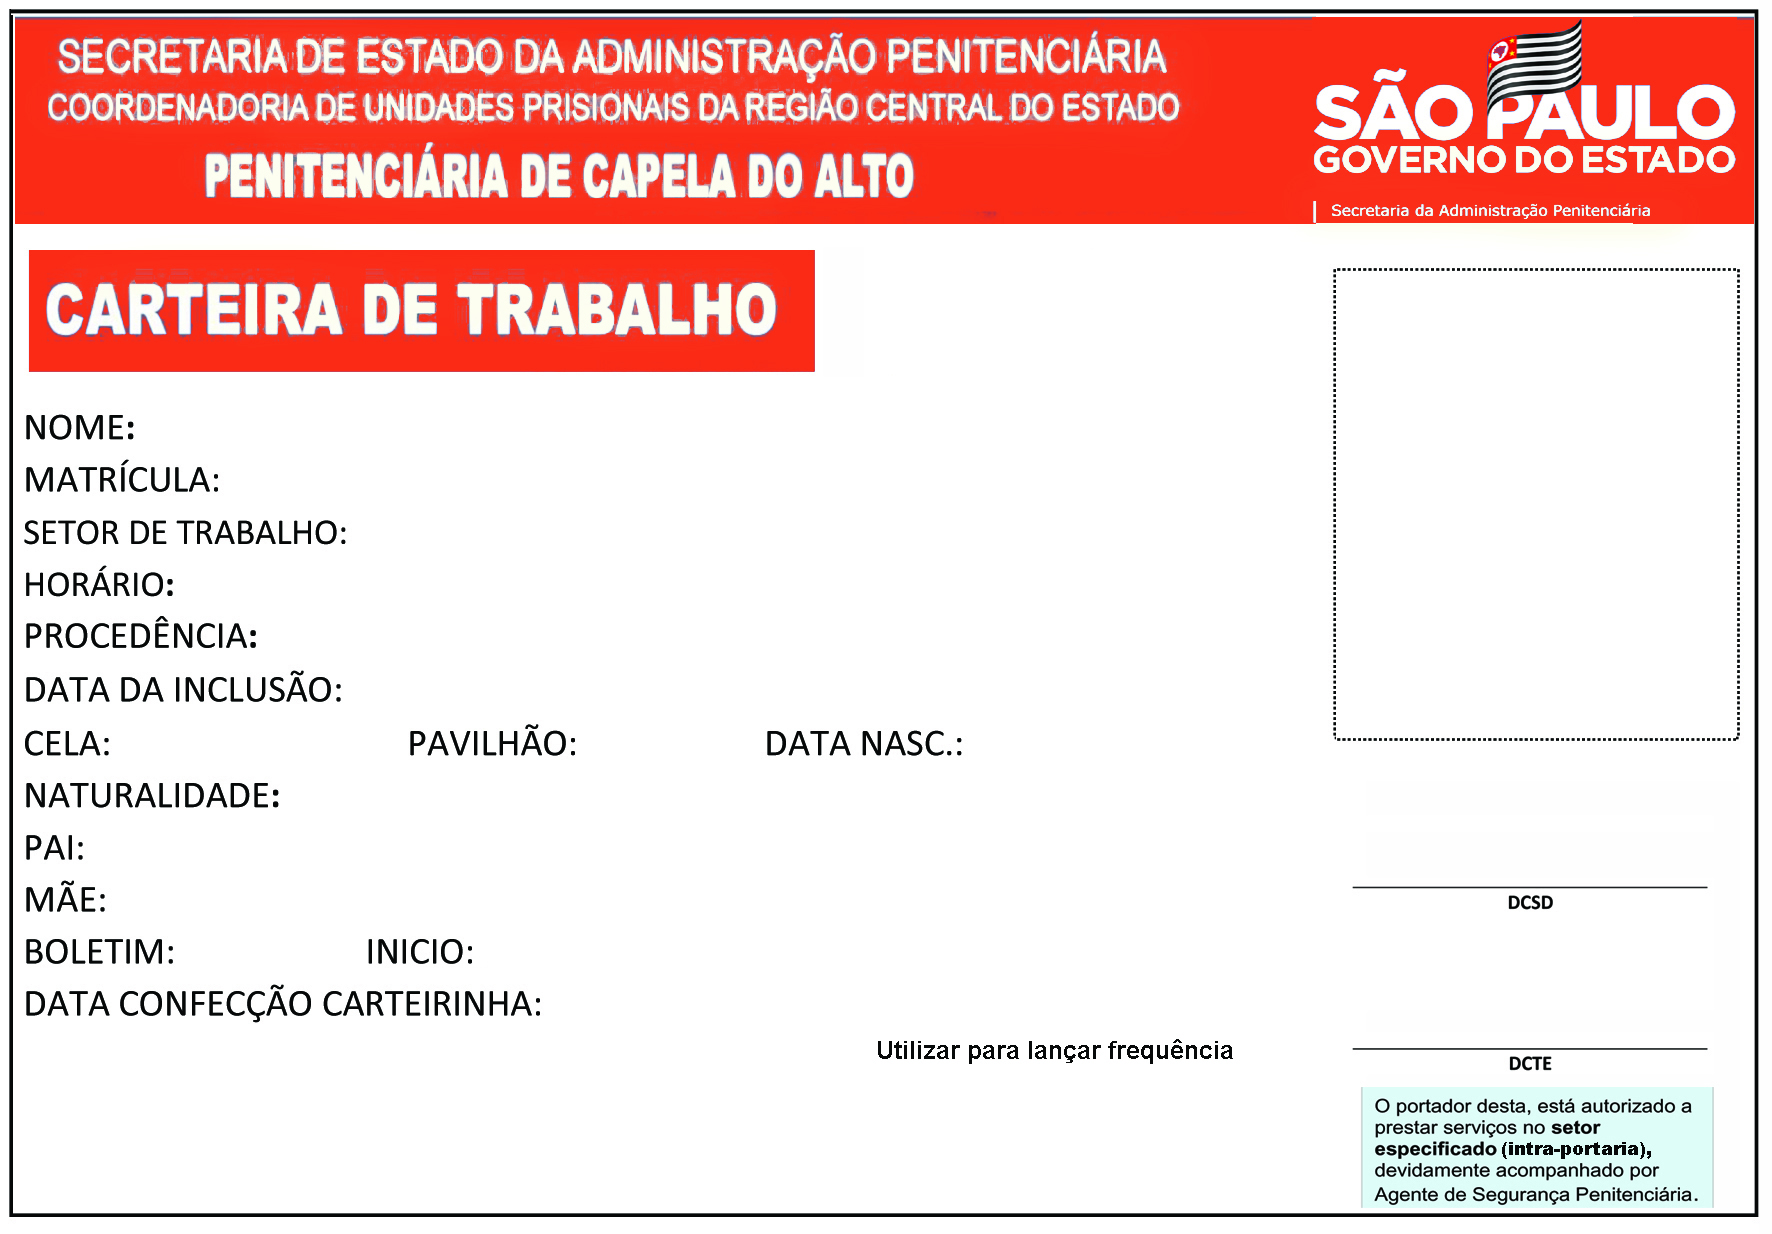 SECRETARIA DE ESTADO DA ADMINISTRAÇÃO PENITENCIÁRIA
COORDENADORIA DE UNIDADES PRISIONAIS DA REGIÃO CENTRAL DO ESTADO
PENITENCIÁRIA DE CAPELA DO ALTO
SÃO PAULO
GOVERNO DO ESTADO
Secretaria da Administração Penitenciária
CARTEIRA DE TRABALHO
NOME:
MATRÍCULA:
SETOR DE TRABALHO:
HORÁRIO:
PROCEDÊNCIA:
DATA DA INCLUSÃO:
CELA: PAVILHÃO: DATA NASC.:
NATURALIDADE:
PAI:
MÃE:
BOLETIM: INICIO:
DATA CONFECÇÃO CARTEIRINHA:
Utilizar para lançar frequência
DCSD
DCTE
O portador desta, está autorizado a
prestar serviços no setor
especificado (intra-portaria),
devidamente acompanhado por
Agente de Segurança Penitenciária.